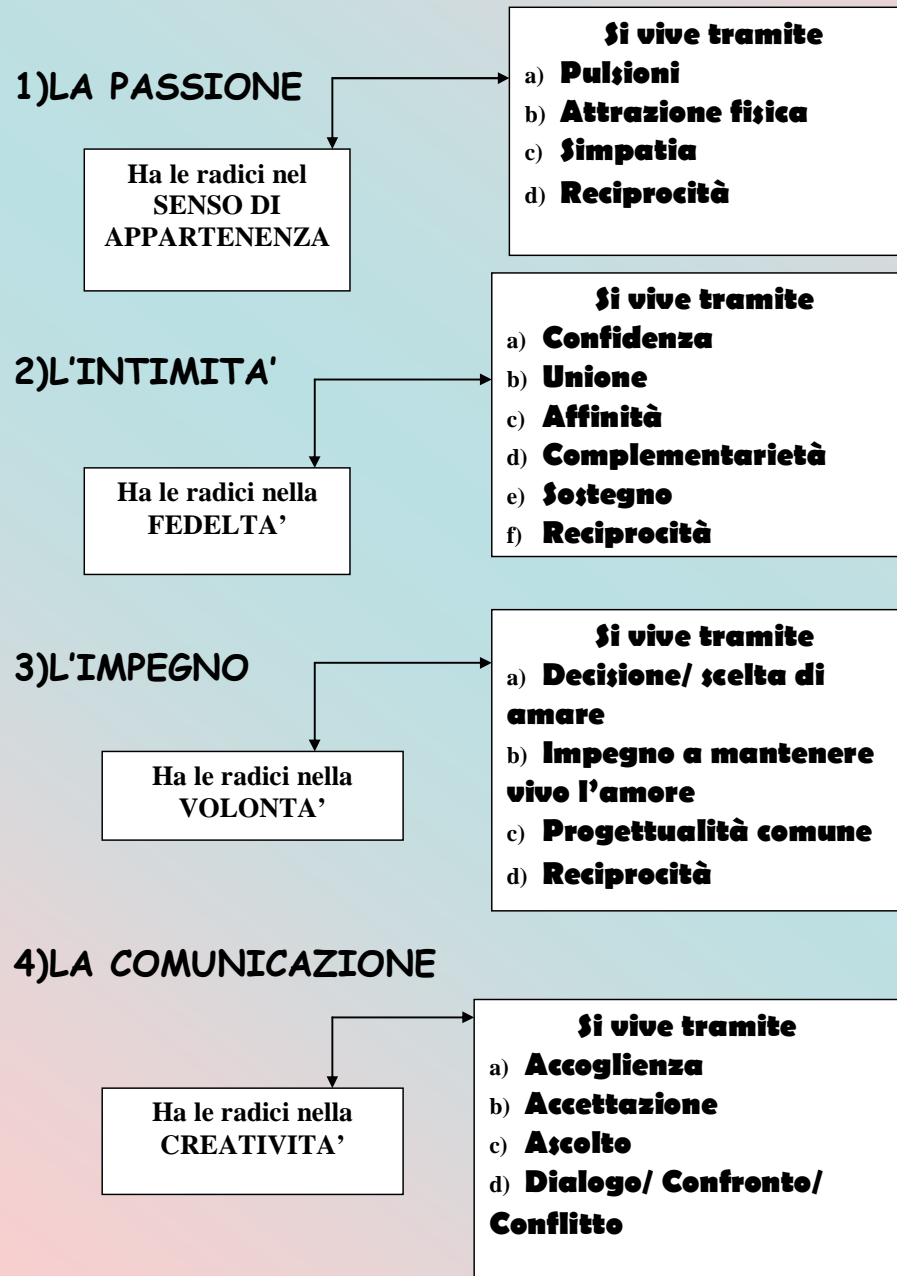 1)LA PASSIONE
Si vive tramite
a) Pulsioni
b) Attrazione fisica
c) Simpatia
d) Reciprocità
Ha le radici nel
SENSO DI
APPARTENENZA
2)L’INTIMITA’
Si vive tramite
a) Confidenza
b) Unione
c) Affinità
d) Complementarietà
e) Sostegno
f) Reciprocità
Ha le radici nella
FEDELTA’
3)L’IMPEGNO
Si vive tramite
a) Decisione/ scelta di
amare
b) Impegno a mantenere
vivo l’amore
c) Progettualità comune
d) Reciprocità
Ha le radici nella
VOLONTA’
4)LA COMUNICAZIONE
Si vive tramite
a) Accoglienza
b) Accettazione
c) Ascolto
d) Dialogo/ Confronto/
Conflitto
Ha le radici nella
CREATIVITA’